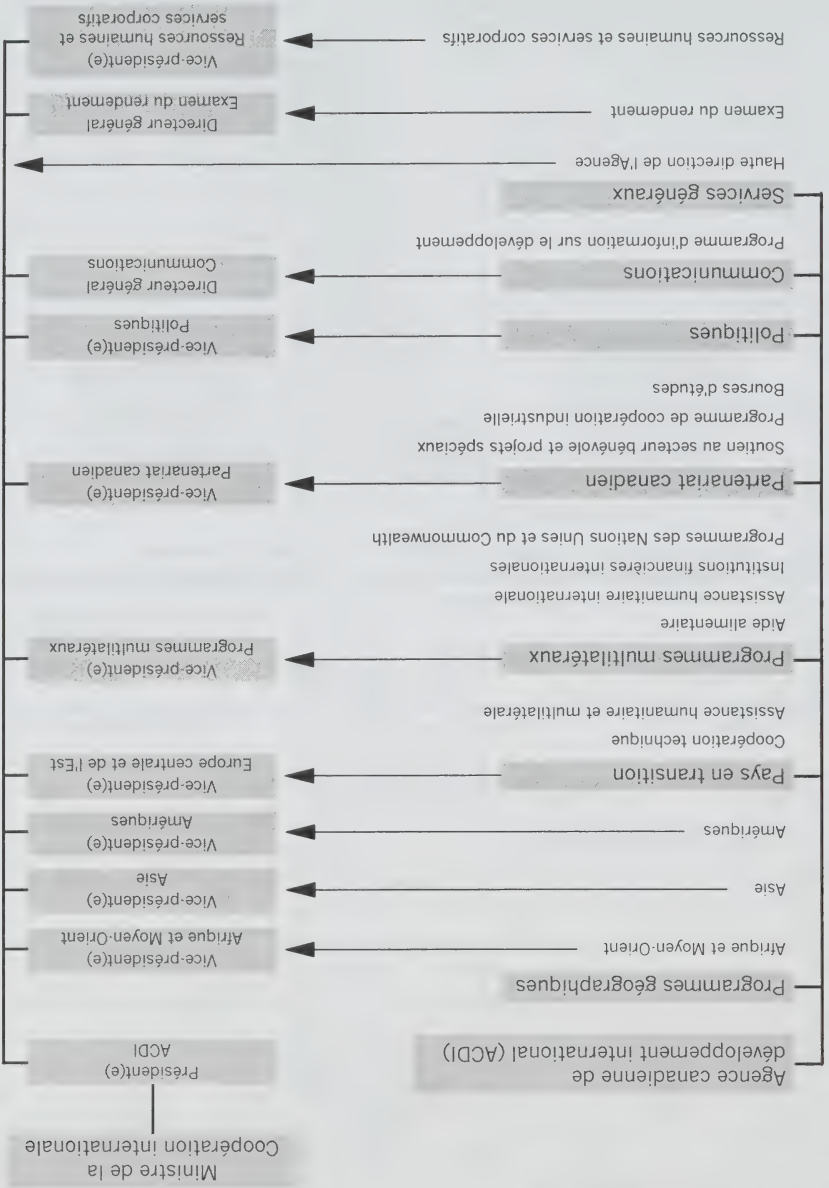 Ministre de la
Coopération internationale
Agence canadienne de
développement international (ACDI)
Président(e)
ACDI
Programmes géographiques
Afrique et Moyen-Orient
Vice-président(e)
Afrique et Moyen-Orient
Asie
Vice-président(e)
Asie
Amériques
Vice-président(e)
Amériques
Pays en transition
Coopération technique
Assistance humanitaire et multilatérale
Vice-président(e)
Europe centrale et de l'Est
Programmes multilatéraux
Aide alimentaire
Assistance humanitaire internationale
Institutions financières internationales
Programmes des Nations Unies et du Commonwealth
Vice-président(e)
Programmes multilatéraux
Partenariat canadien
Soutien au secteur bénévole et projets spéciaux
Programme de coopération industrielle
Bourses d'études
Vice-président(e)
Partenariat canadien
Politiques
Vice-président(e)
Politiques
Communications
Programme d'information sur le développement
Directeur général
Communications
Services généraux
Haute direction de l'Agence
Examen du rendement
Directeur général
Examen du rendement
Ressources humaines et services corporatifs
Vice-président(e)
Ressources humaines et
services corporatifs